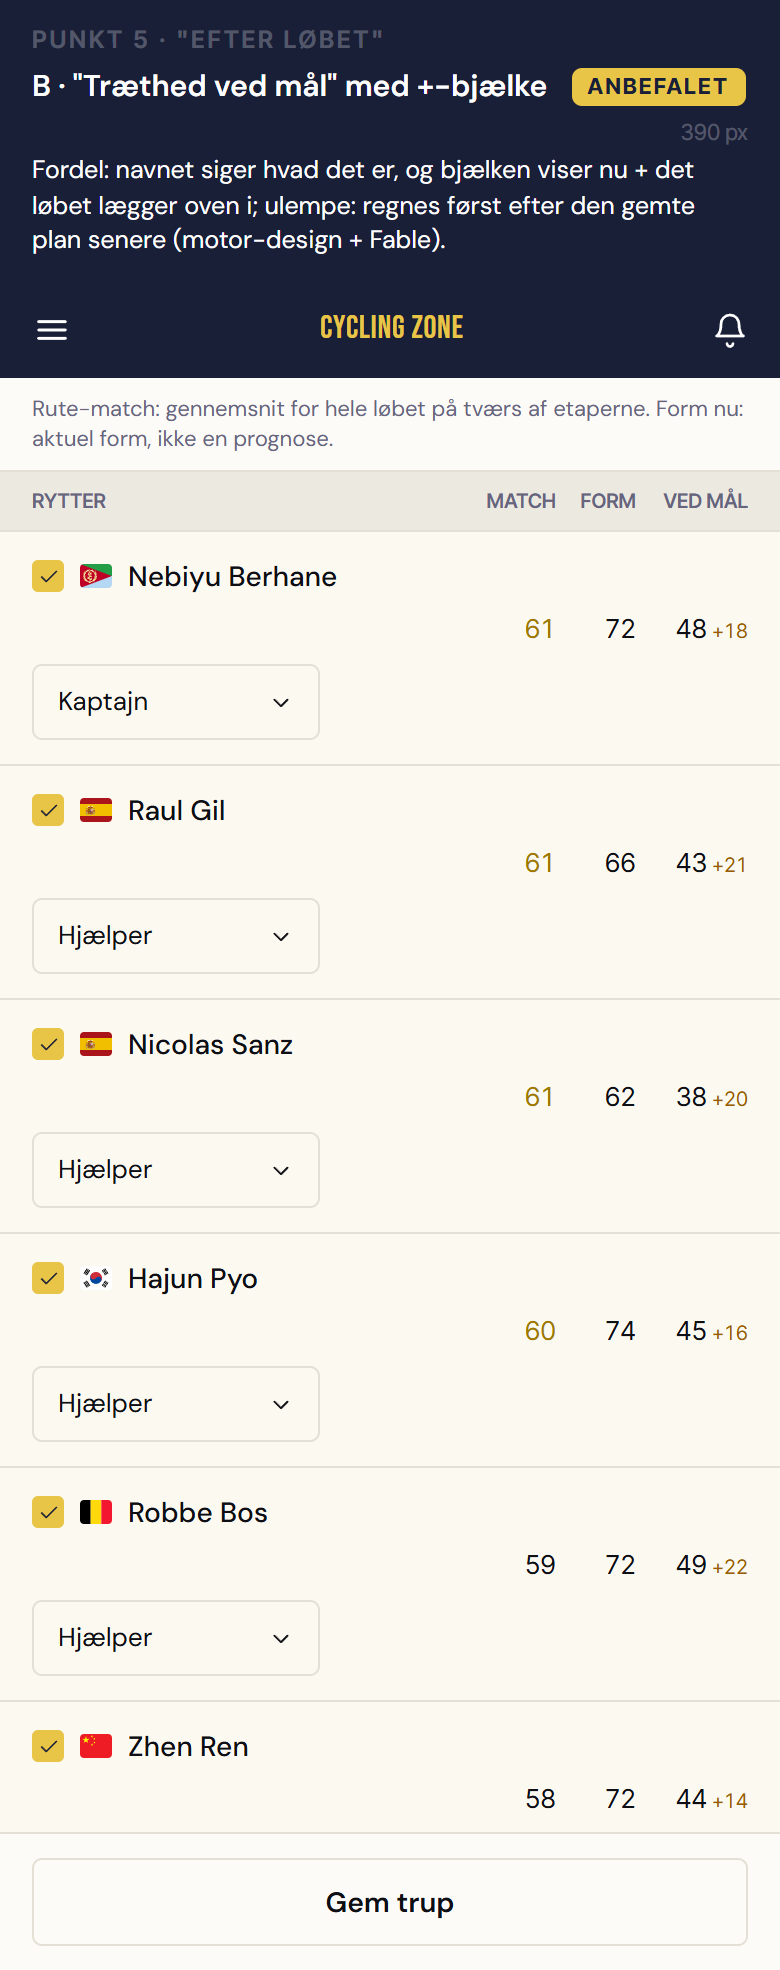 PUNKT 5 · "EFTER LØBET"
B · "Træthed ved mål" med +-bjælke ANBEFALET
390 px
Fordel: navnet siger hvad det er, og bjælken viser nu + det
løbet lægger oven i; ulempe: regnes først efter den gemte
plan senere (motor-design + Fable).
CYCLING ZONE
Rute-match: gennemsnit for hele løbet på tværs af etaperne. Form nu:
aktuel form, ikke en prognose.
RYTTER MATCH FORM VED MÅL
Nebiyu Berhane
61 72 48 +18
Kaptajn
Raul Gil
61 66 43 +21
Hjælper
Nicolas Sanz
61 62 38 +20
Hjælper
Hajun Pyo
60 74 45 +16
Hjælper
Robbe Bos
59 72 49 +22
Hjælper
Zhen Ren
58 72 44 +14
Gem trup